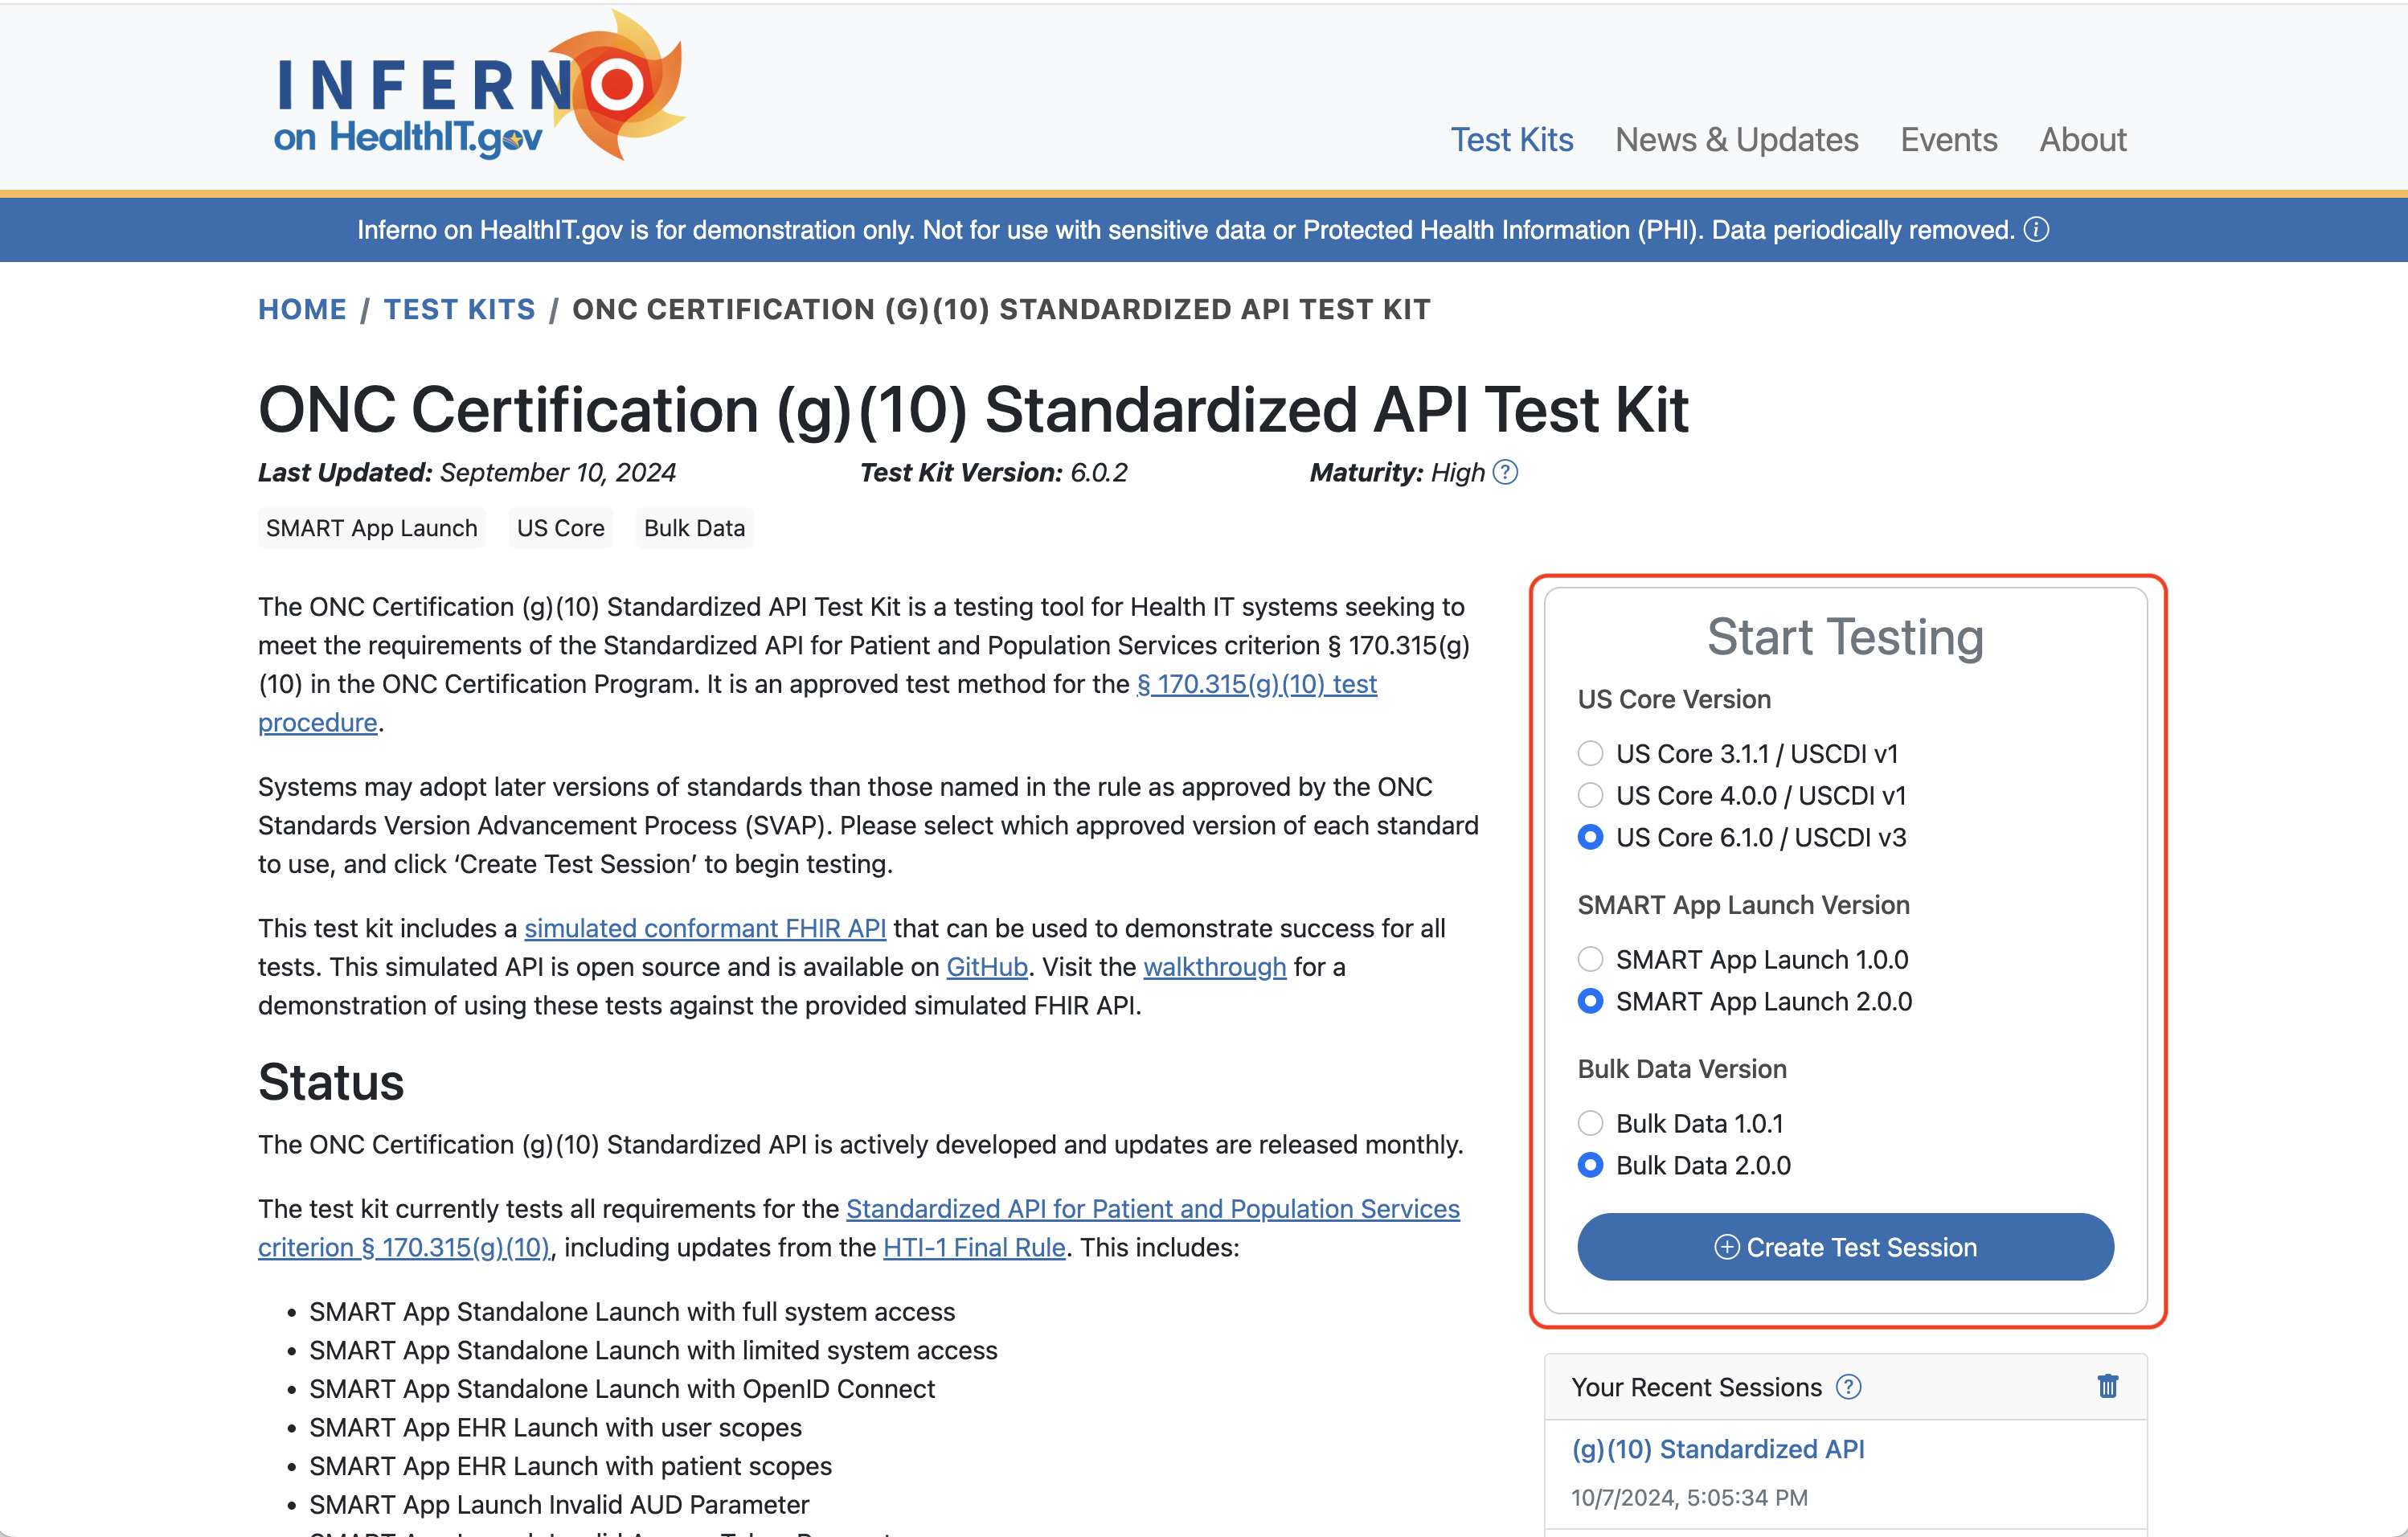 INFERNO
on HealthIT.gov
Test Kits News & Updates Events About
Inferno on HealthIT.gov is for demonstration only. Not for use with sensitive data or Protected Health Information (PHI). Data periodically removed.
HOME / TEST KITS / ONC CERTIFICATION (G)(10) STANDARDIZED API TEST KIT
ONC Certification (g)(10) Standardized API Test Kit
Last Updated: September 10, 2024 Test Kit Version: 6.0.2 Maturity: High
SMART App Launch US Core Bulk Data
The ONC Certification (g)(10) Standardized API Test Kit is a testing tool for Health IT systems seeking to
meet the requirements of the Standardized API for Patient and Population Services criterion § 170.315(g)
(10) in the ONC Certification Program. It is an approved test method for the § 170.315(g)(10) test
procedure.
Systems may adopt later versions of standards than those named in the rule as approved by the ONC
Standards Version Advancement Process (SVAP). Please select which approved version of each standard
to use, and click ‘Create Test Session’ to begin testing.
This test kit includes a simulated conformant FHIR API that can be used to demonstrate success for all
tests. This simulated API is open source and is available on GitHub. Visit the walkthrough for a
demonstration of using these tests against the provided simulated FHIR API.
Status
The ONC Certification (g)(10) Standardized API is actively developed and updates are released monthly.
The test kit currently tests all requirements for the Standardized API for Patient and Population Services
criterion § 170.315(g)(10), including updates from the HTI-1 Final Rule. This includes:
• SMART App Standalone Launch with full system access
• SMART App Standalone Launch with limited system access
• SMART App Standalone Launch with OpenID Connect
• SMART App EHR Launch with user scopes
• SMART App EHR Launch with patient scopes
• SMART App Launch Invalid AUD Parameter
Start Testing
US Core Version
US Core 3.1.1 / USCDI v1
US Core 4.0.0 / USCDI v1
US Core 6.1.0 / USCDI v3
SMART App Launch Version
SMART App Launch 1.0.0
SMART App Launch 2.0.0
Bulk Data Version
Bulk Data 1.0.1
Bulk Data 2.0.0
Create Test Session
Your Recent Sessions
(g)(10) Standardized API
10/7/2024, 5:05:34 PM